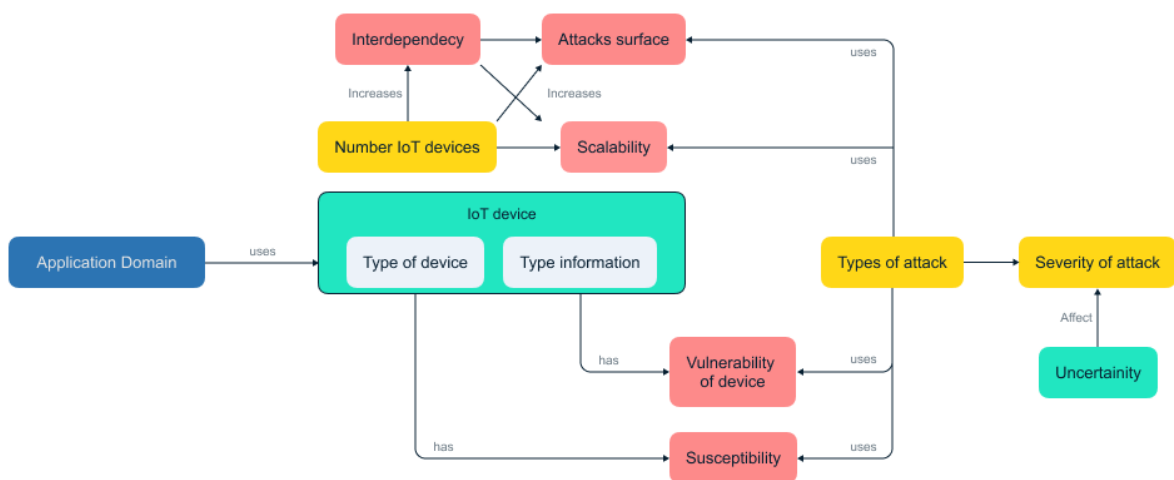 Interdependecy
Attacks surface
uses
Increases
Increases
Number IoT devices
Scalability
uses
IoT device
Application Domain
uses
Type of device
Type information
Types of attack
Severity of attack
Affect
has
Vulnerability
of device
uses
Uncertainity
has
Susceptibility
uses